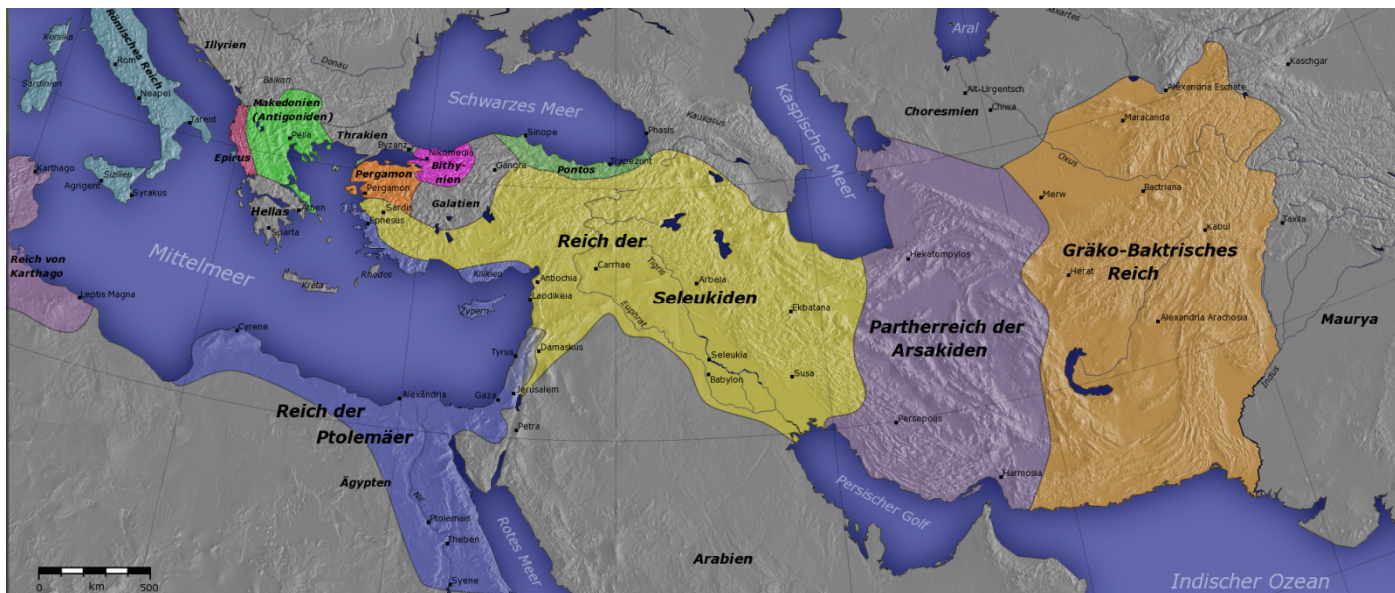 Korsika
Römisches Reich
Rom
Sardinien
Neapel
Tarent
Illyrien
Donau
Balkan
Makedonien
(Antigoniden)
Pella
Epirus
Thrakien
Byzanz
Nikomedia
Bithy-
nien
Pergamon
Pergamon
Sardis
Ephesus
Galatien
Gangra
Schwarzes Meer
Sinope
Pontos
Trapezunt
Phasis
Kaukasus
Kaspisches Meer
Aral
Alt-Urgentsch
Chiwa
Choresmien
Alexandria Eschate
Kaschgar
Maracanda
Oxus
Merw
Bactriana
Kabul
Taxila
Gräko-Baktrisches
Reich
Herat
Alexandria Arachosia
Maurya
Indus
Karthago
Sizilien
Agrigent
Syrakus
Hellas
Athen
Sparta
Reich von
Karthago
Leptis Magna
Mittelmeer
Kreta
Rhodos
Kilikien
Zypern
Reich der
Seleukiden
Carrhae
Tigris
Arbela
Euphrat
Ekbatana
Antiochia
Laodikeia
Damaskus
Tyrus
Seleukia
Babylon
Susa
Hekatompylos
Partherreich der
Arsakiden
Persepolis
Harmosia
Cyrene
Alexándria
Gaza
Jerusalem
Petra
Reich der
Ptolemäer
Ägypten
Nil
Ptolemais
Theben
Syene
Rotes Meer
Arabien
Persischer Golf
Indischer Ozean
0
km
500